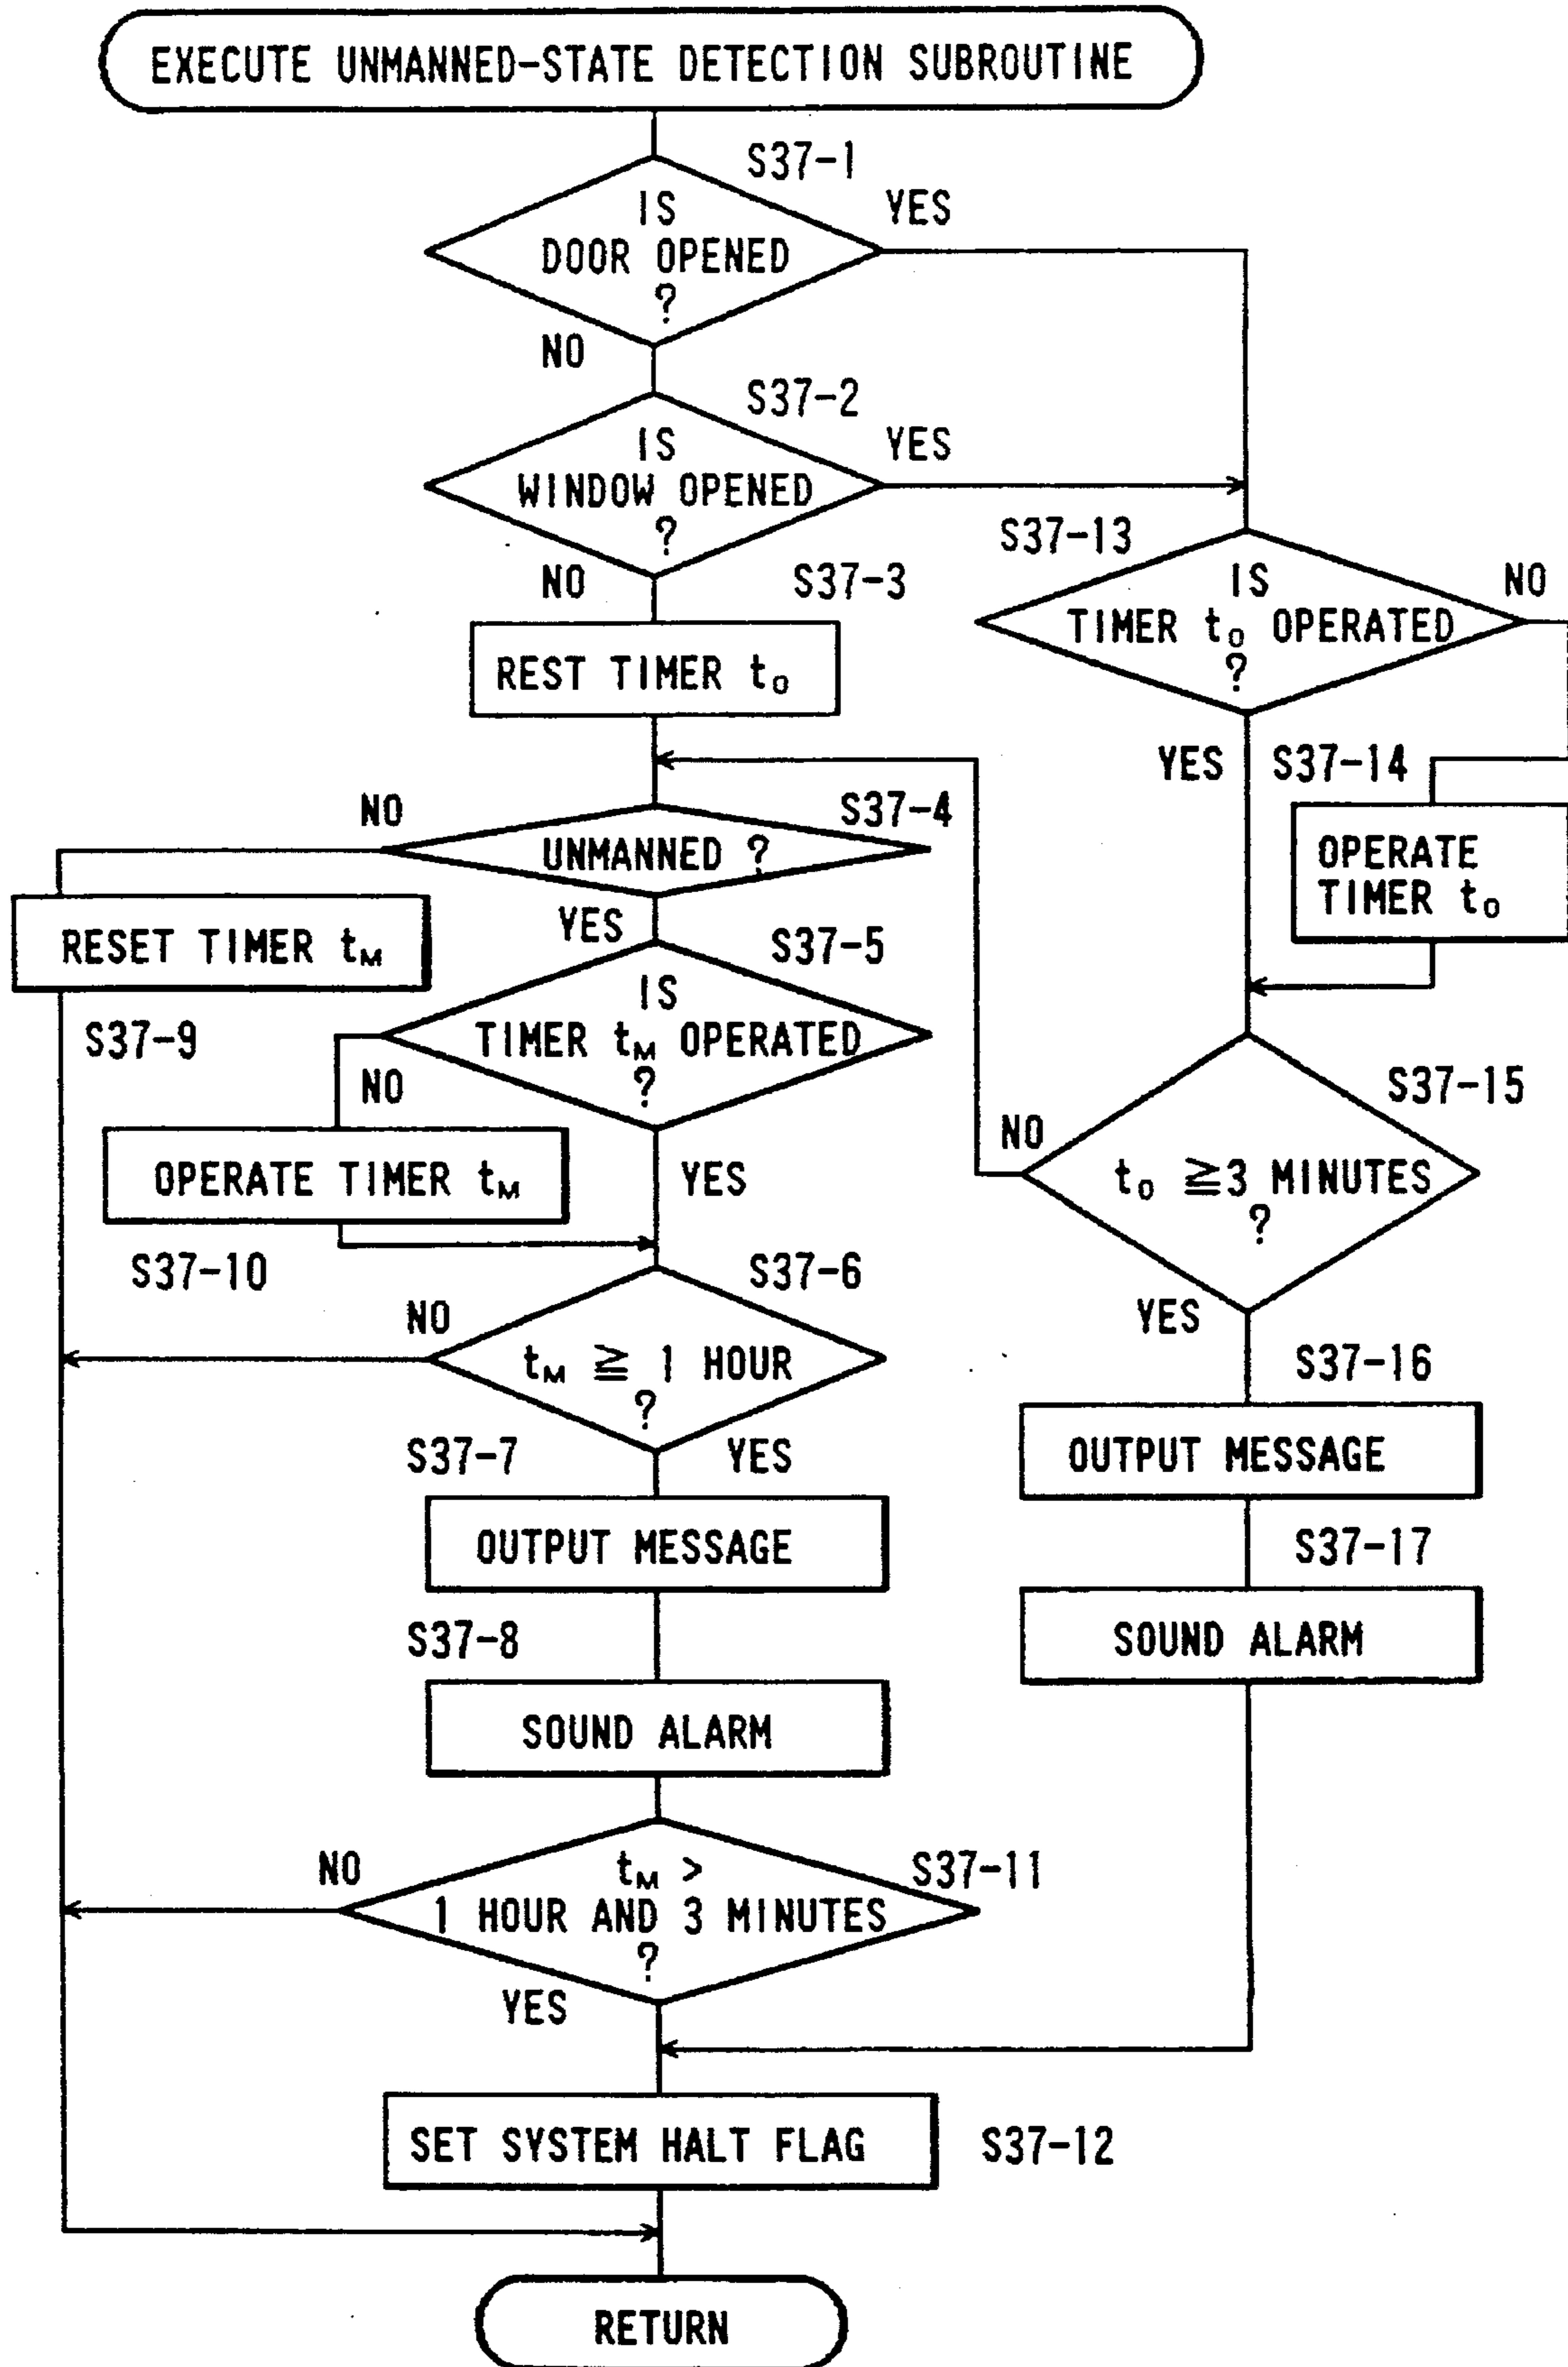 EXECUTE UNMANNED-STATE DETECTION SUBROUTINE
S37-1
IS
DOOR OPENED
?
YES
NO
S37-2
IS
WINDOW OPENED
?
YES
NO
S37-3
REST TIMER t₀
S37-13
IS
TIMER t₀ OPERATED
?
NO
YES
S37-14
OPERATE
TIMER t₀
NO
S37-4
UNMANNED ?
YES
RESET TIMER tM
S37-9
S37-5
IS
TIMER tM OPERATED
?
NO
YES
OPERATE TIMER tM
S37-10
S37-15
NO
t₀ ≧3 MINUTES
?
YES
S37-6
NO
tM ≧ 1 HOUR
?
YES
S37-7
OUTPUT MESSAGE
S37-8
SOUND ALARM
S37-16
OUTPUT MESSAGE
S37-17
SOUND ALARM
NO
S37-11
tM >
1 HOUR AND 3 MINUTES
?
YES
SET SYSTEM HALT FLAG
S37-12
RETURN